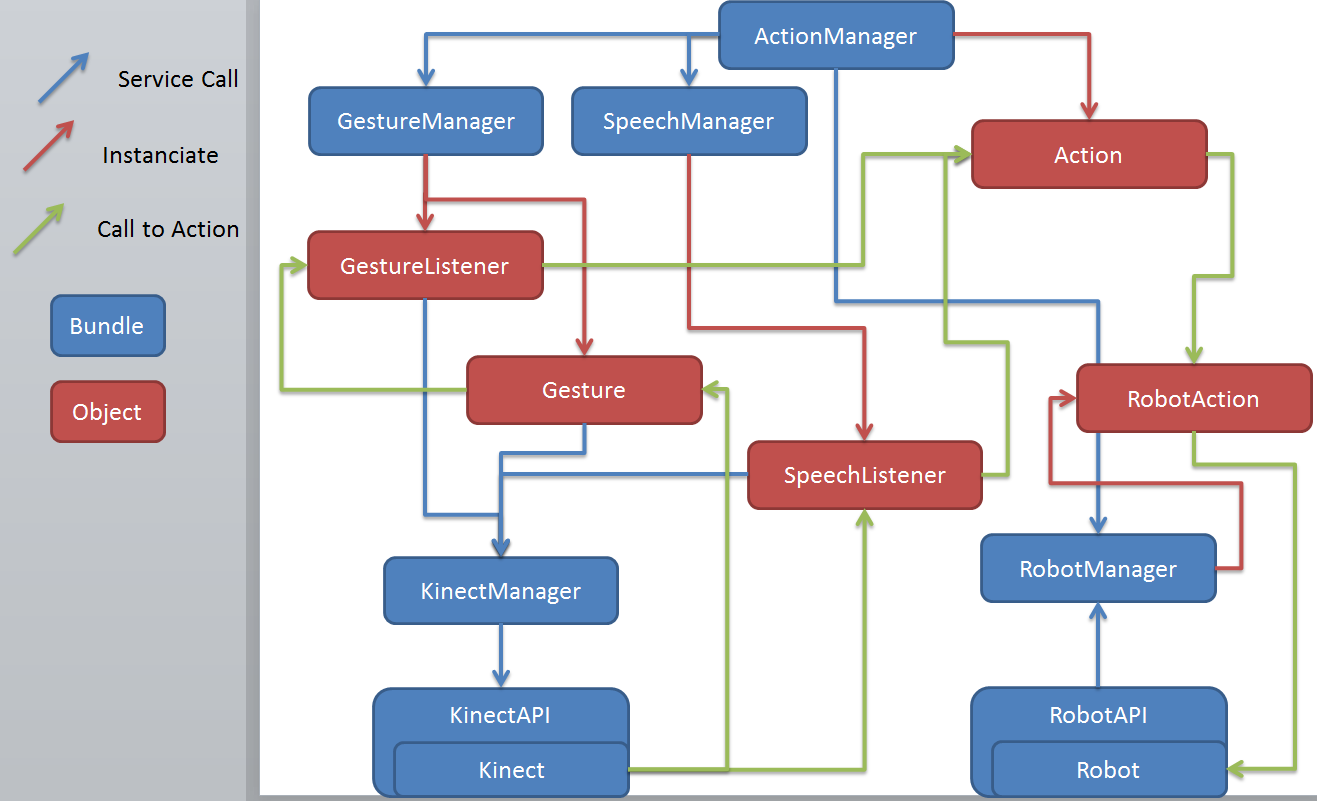 Service Call
Instanciate
Call to Action
Bundle
Object
ActionManager
GestureManager
SpeechManager
Action
GestureListener
Gesture
RobotAction
SpeechListener
RobotManager
KinectManager
KinectAPI
Kinect
RobotAPI
Robot